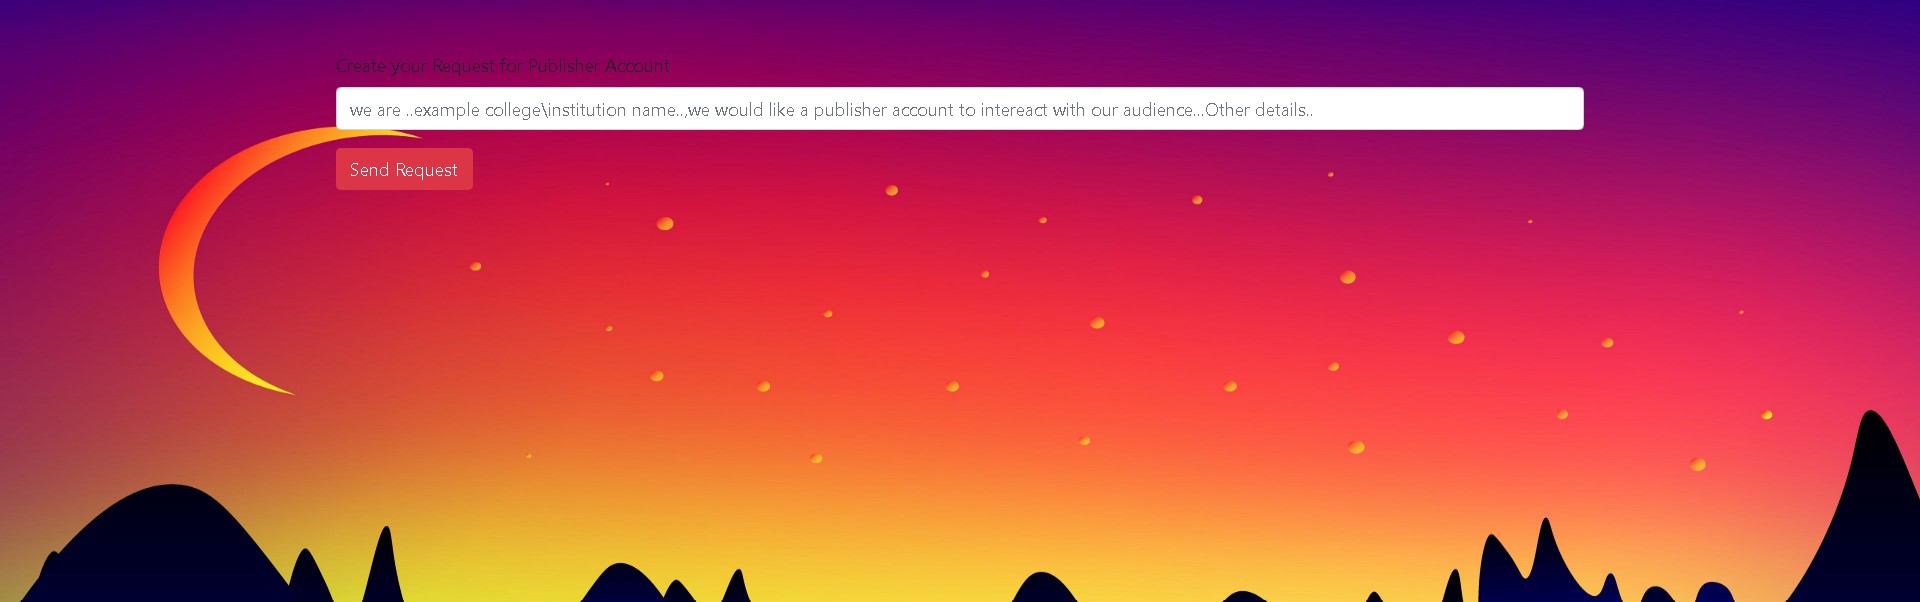 Create your Request for Publisher Account
we are ..example college\institution name..,we would like a publisher account to intereact with our audience...Other details..
Send Request